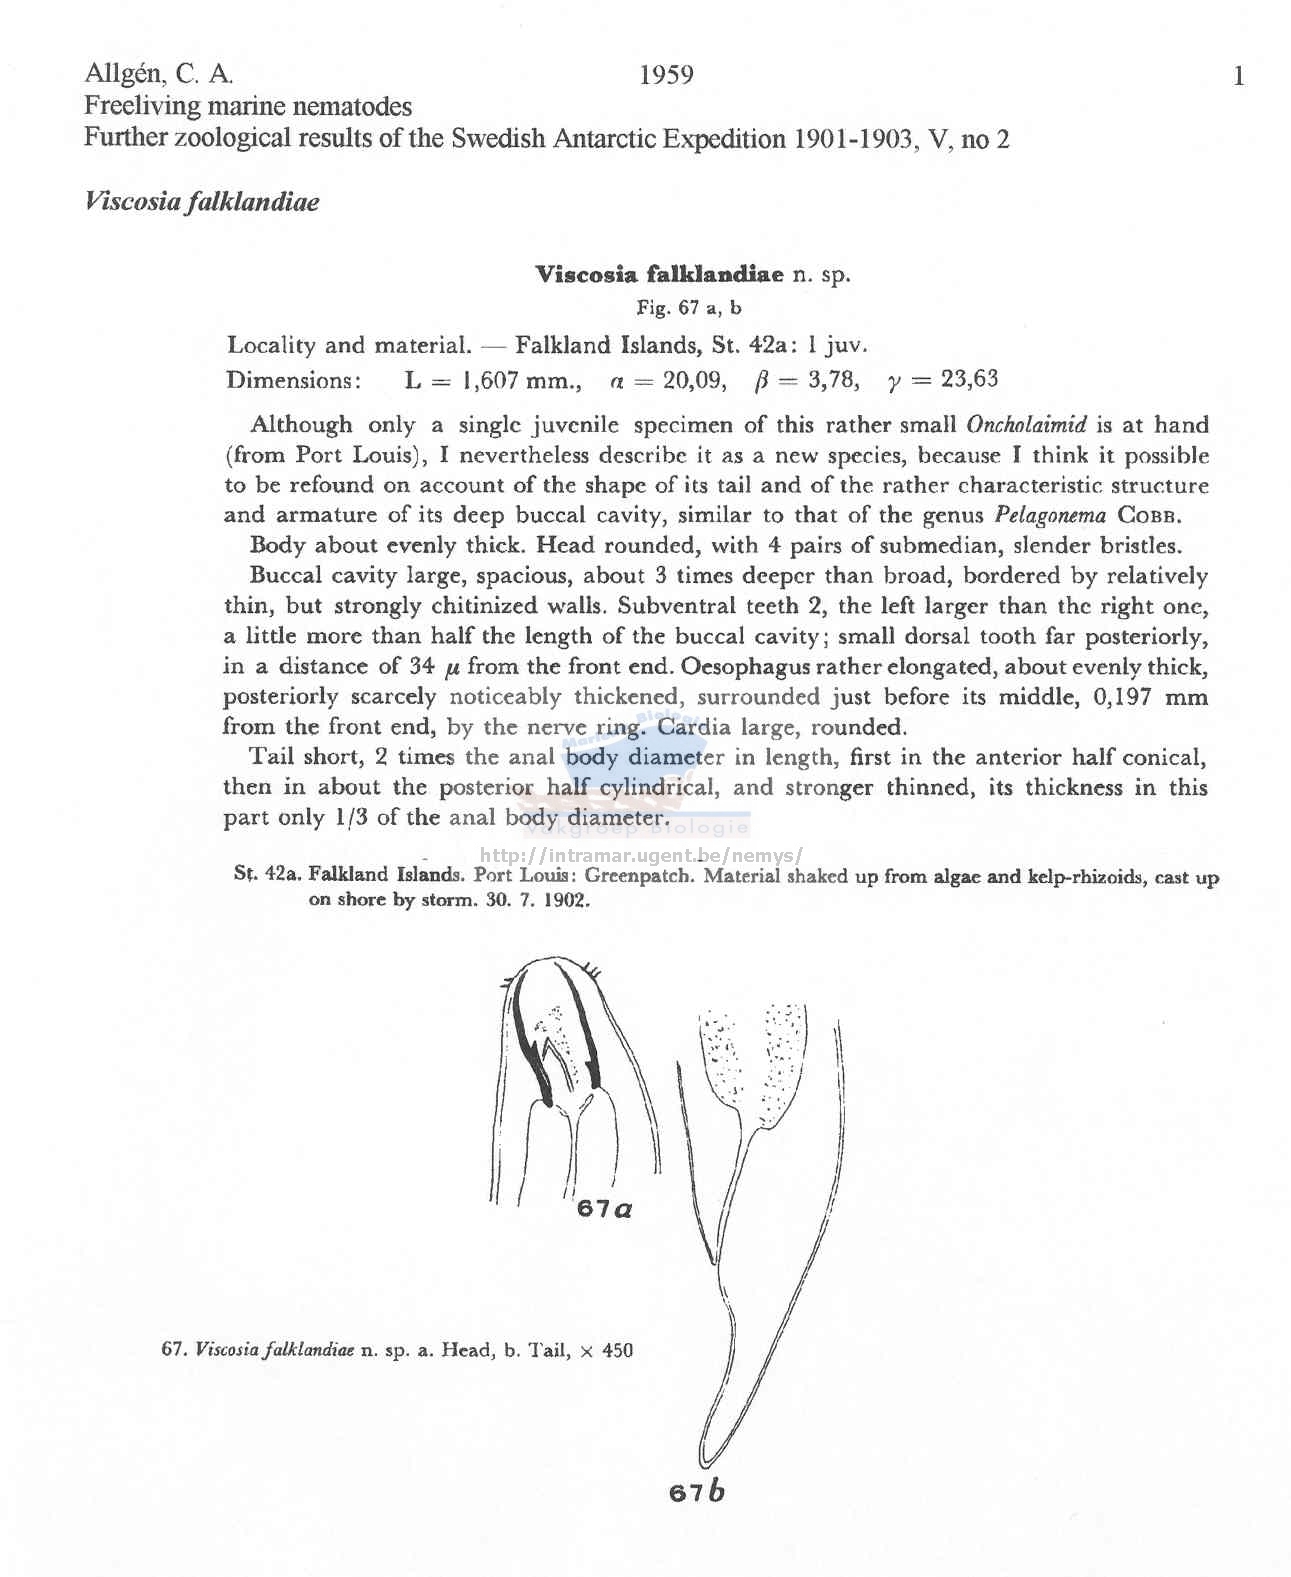 Allgén, C. A. 1959 1
Freeliving marine nematodes
Further zoological results of the Swedish Antarctic Expedition 1901-1903, V, no 2
Viscosia falklandiae
Viscosia falklandiae n. sp.
Fig. 67 a, b
Locality and material. — Falkland Islands, St. 42a: 1 juv.
Dimensions: L = 1,607 mm., α = 20,09, β = 3,78, γ = 23,63
Although only a single juvenile specimen of this rather small Oncholaimid is at hand
(from Port Louis), I nevertheless describe it as a new species, because I think it possible
to be refound on account of the shape of its tail and of the rather characteristic structure
and armature of its deep buccal cavity, similar to that of the genus Pelagonema COBB.
Body about evenly thick. Head rounded, with 4 pairs of submedian, slender bristles.
Buccal cavity large, spacious, about 3 times deeper than broad, bordered by relatively
thin, but strongly chitinized walls. Subventral teeth 2, the left larger than the right one,
a little more than half the length of the buccal cavity; small dorsal tooth far posteriorly,
in a distance of 34 μ from the front end. Oesophagus rather elongated, about evenly thick,
posteriorly scarcely noticeably thickened, surrounded just before its middle, 0,197 mm
from the front end, by the nerve ring. Cardia large, rounded.
Marine Biologie
Tail short, 2 times the anal body diameter in length, first in the anterior half conical,
then in about the posterior half cylindrical, and stronger thinned, its thickness in this
part only 1/3 of the anal body diameter.
Vakgroep Biologie
http://intramar.ugent.be/nemys/
St. 42a. Falkland Islands. Port Louis: Greenpatch. Material shaked up from algae and kelp-rhizoids, cast up
on shore by storm. 30. 7. 1902.
67a
67. Viscosia falklandiae n. sp. a. Head, b. Tail, × 450
67b